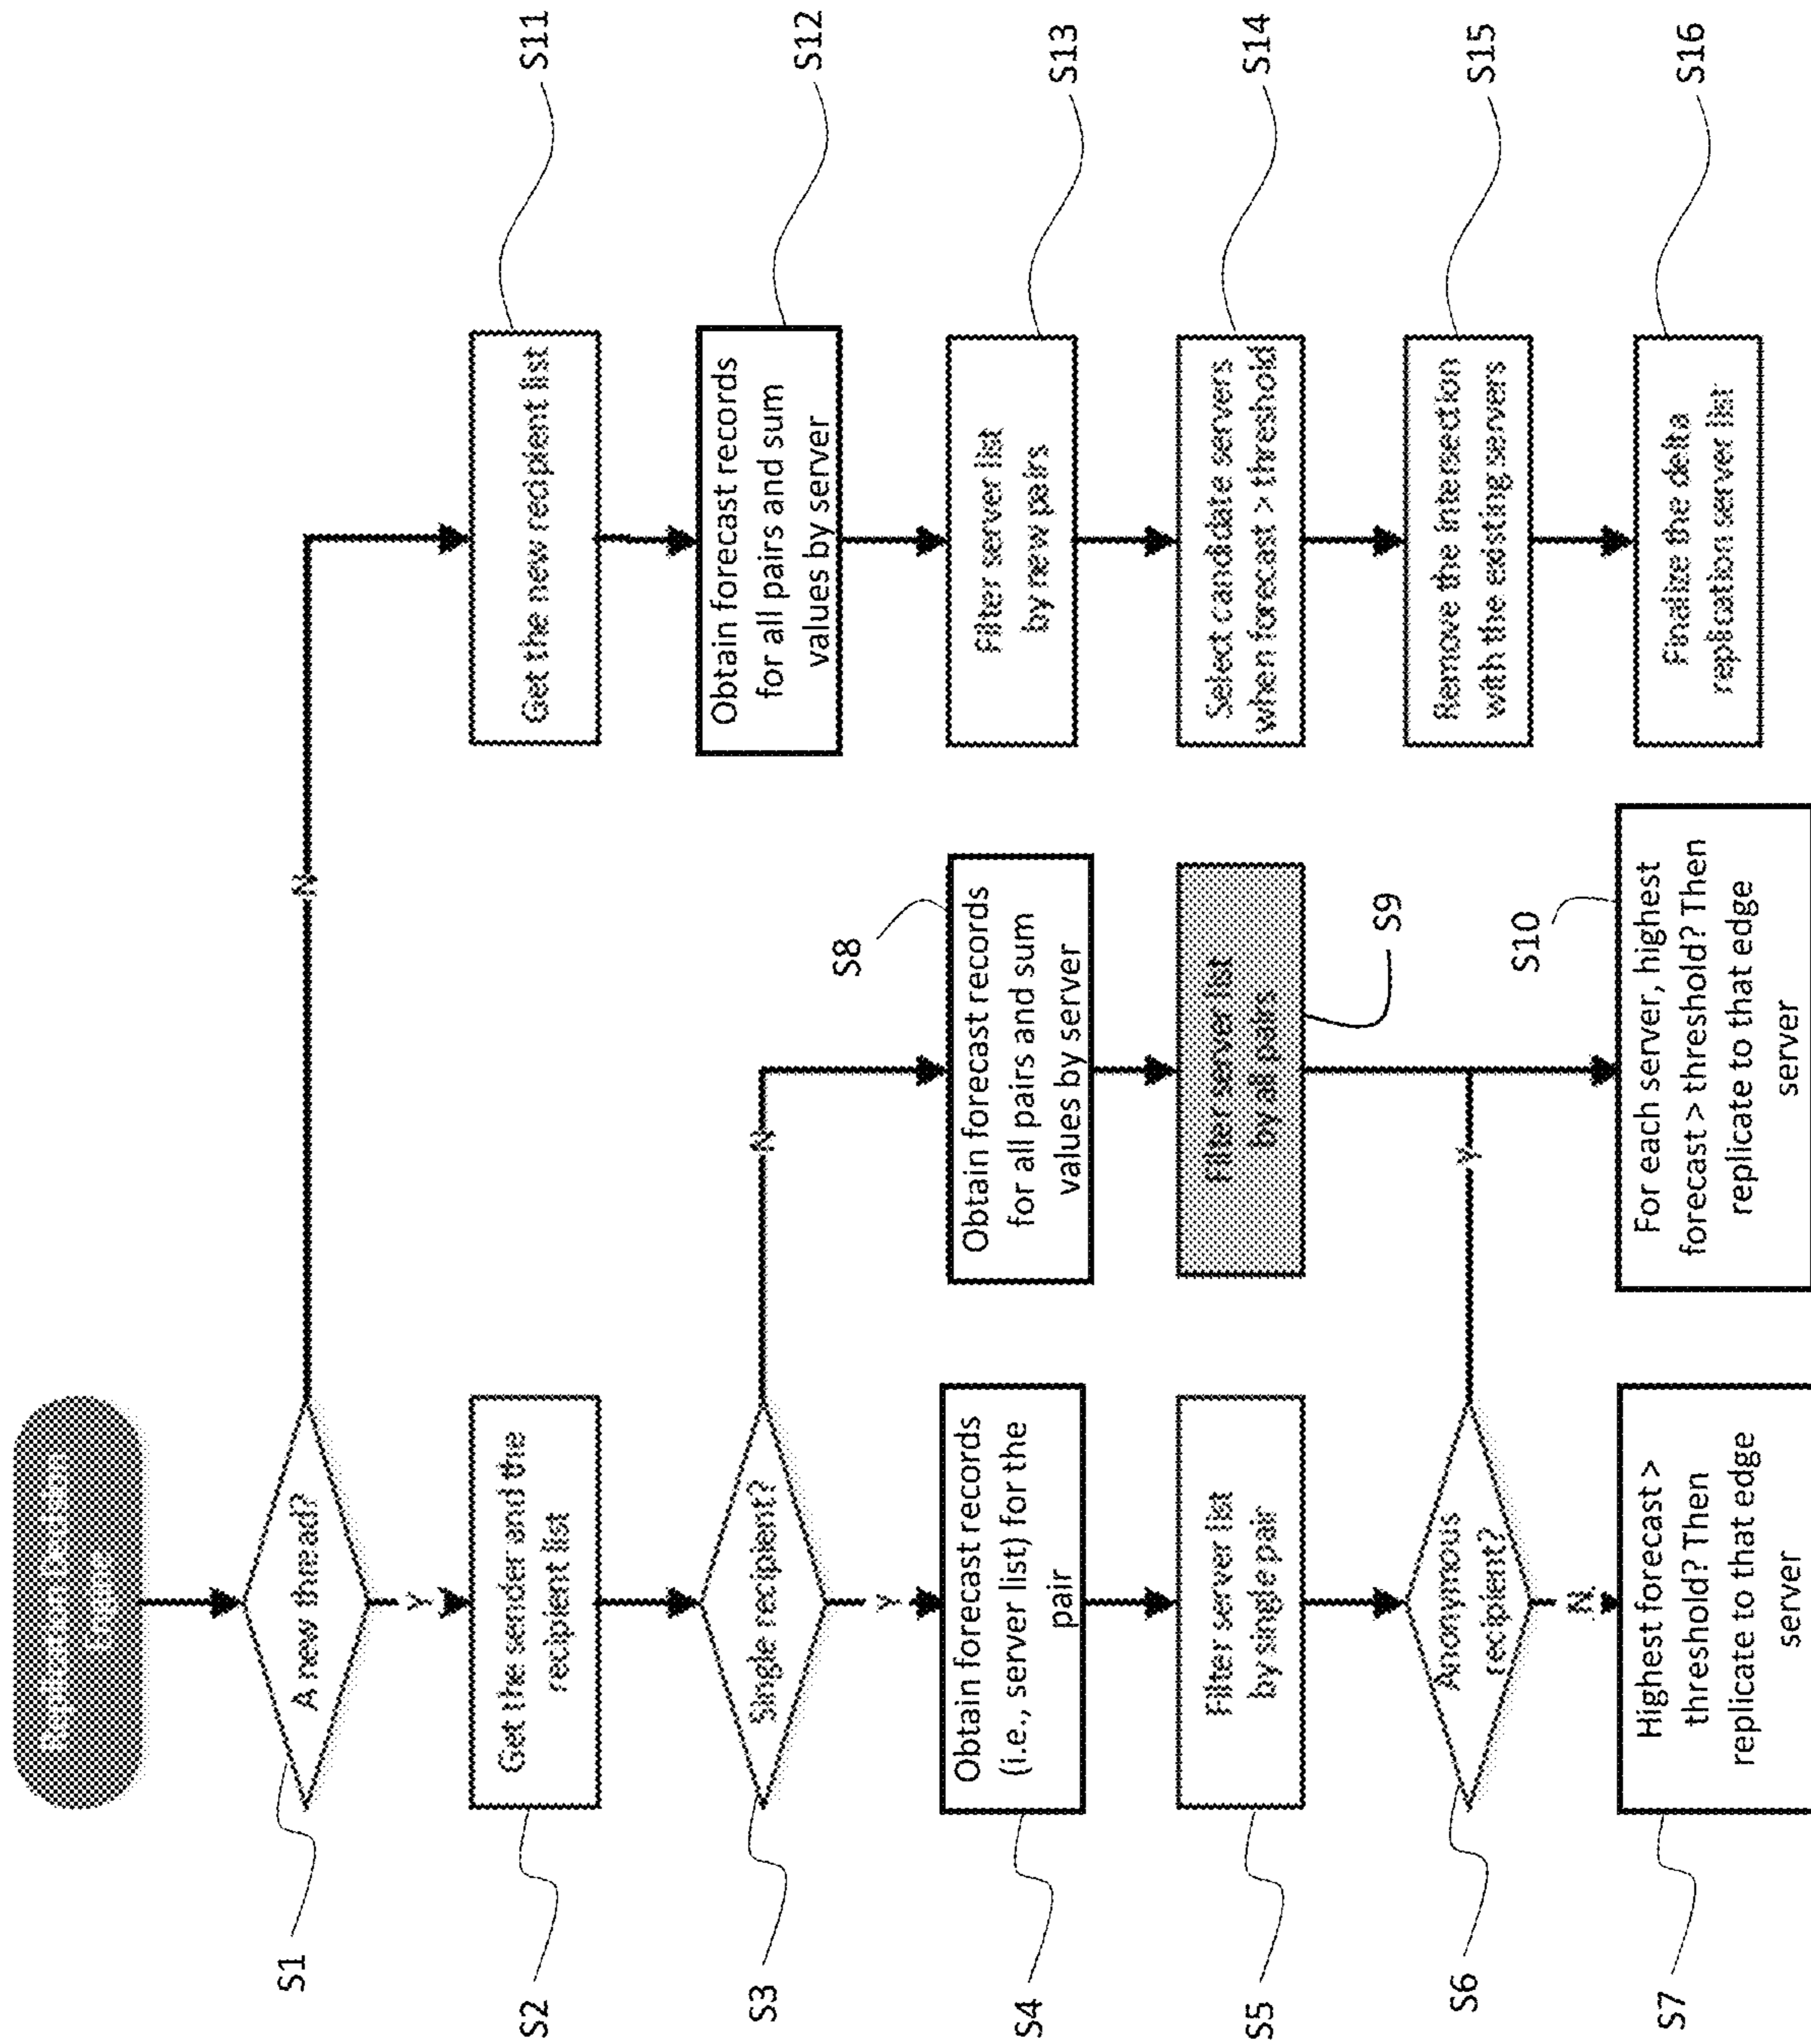 A new thread?
N
Y
S1
Get the sender and the
recipient list
S2
Single recipient?
N
Y
S3
Obtain forecast records
(i.e., server list) for the
pair
S4
Filter server list
by single pair
S5
Anonymous
recipient?
Y
N
S6
Highest forecast >
threshold? Then
replicate to that edge
server
S7
Obtain forecast records
for all pairs and sum
values by server
S8
Filter server list
by all pairs
S9
For each server, highest
forecast > threshold? Then
replicate to that edge
server
S10
Get the new recipient list
S11
Obtain forecast records
for all pairs and sum
values by server
S12
Filter server list
by new pairs
S13
Select candidate servers
when forecast > threshold
S14
Remove the intersection
with the existing servers
S15
Finalize the delta
replication server list
S16